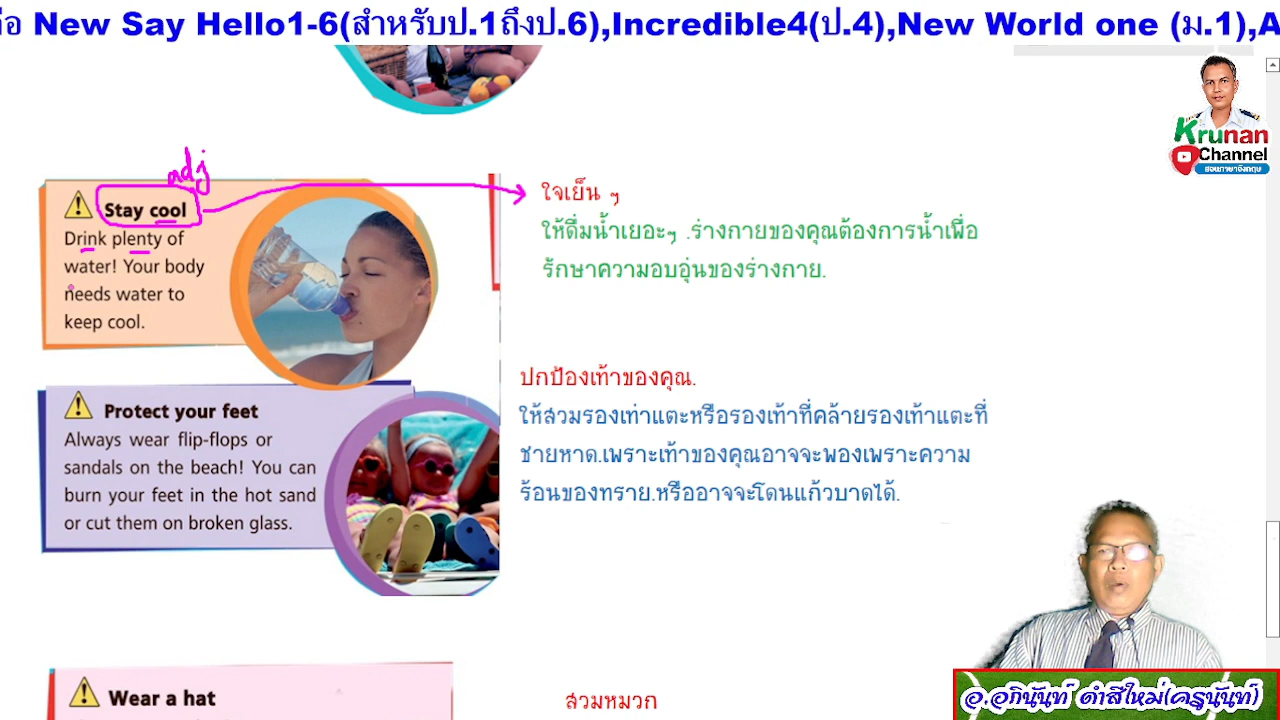 อ New Say Hello1-6(สำหรับป.1ถึงป.6),Incredible4(ป.4),New World one (ม.1),A
Krunan
Channel
สอนภาษาอังกฤษ
adj
Stay cool
Drink plenty of
water! Your body
needs water to
keep cool.
ใจเย็น ๆ
ให้ดื่มน้ำเยอะๆ .ร่างกายของคุณต้องการน้ำเพื่อ
รักษาความอบอุ่นของร่างกาย.
Protect your feet
Always wear flip-flops or
sandals on the beach! You can
burn your feet in the hot sand
or cut them on broken glass.
ปกป้องเท้าของคุณ.
ให้สวมรองเท่าแตะหรือรองเท้าที่คล้ายรองเท้าแตะที่
ชายหาด.เพราะเท้าของคุณอาจจะพองเพราะความ
ร้อนของทราย.หรืออาจจะโดนแก้วบาดได้.
Wear a hat
สวมหมวก
อ.อภินันท์ ดำสีใหม่(ครูนันท์)